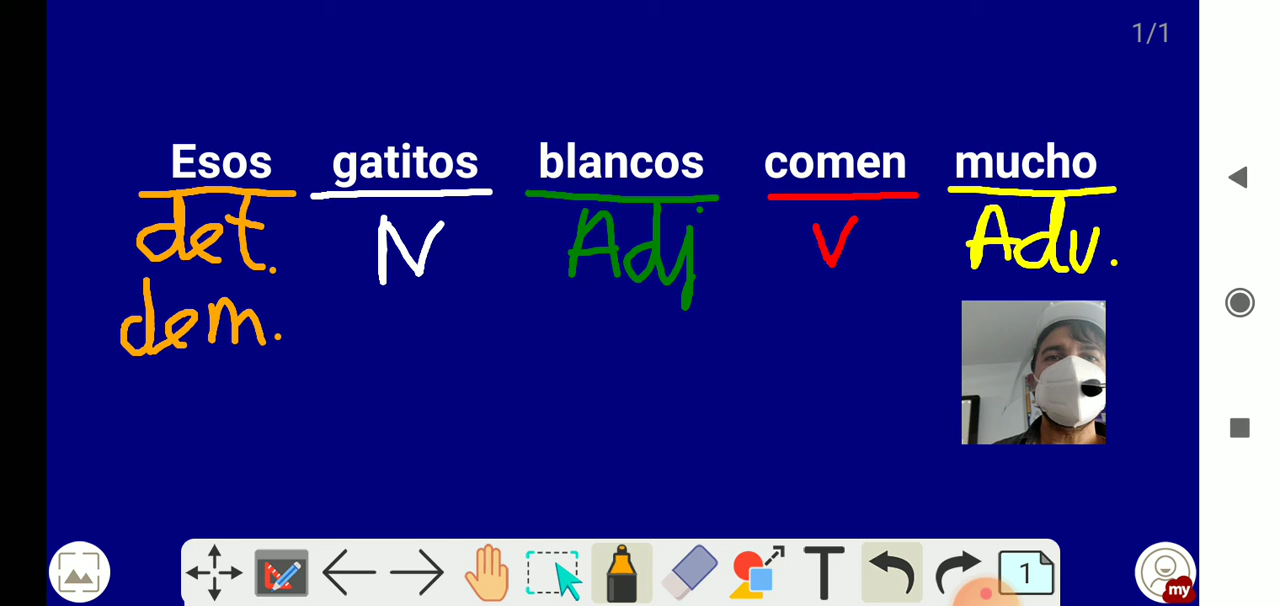 1/1
Esos gatitos blancos comen mucho
det. N Adj V Adv.
dem.
T 1
my